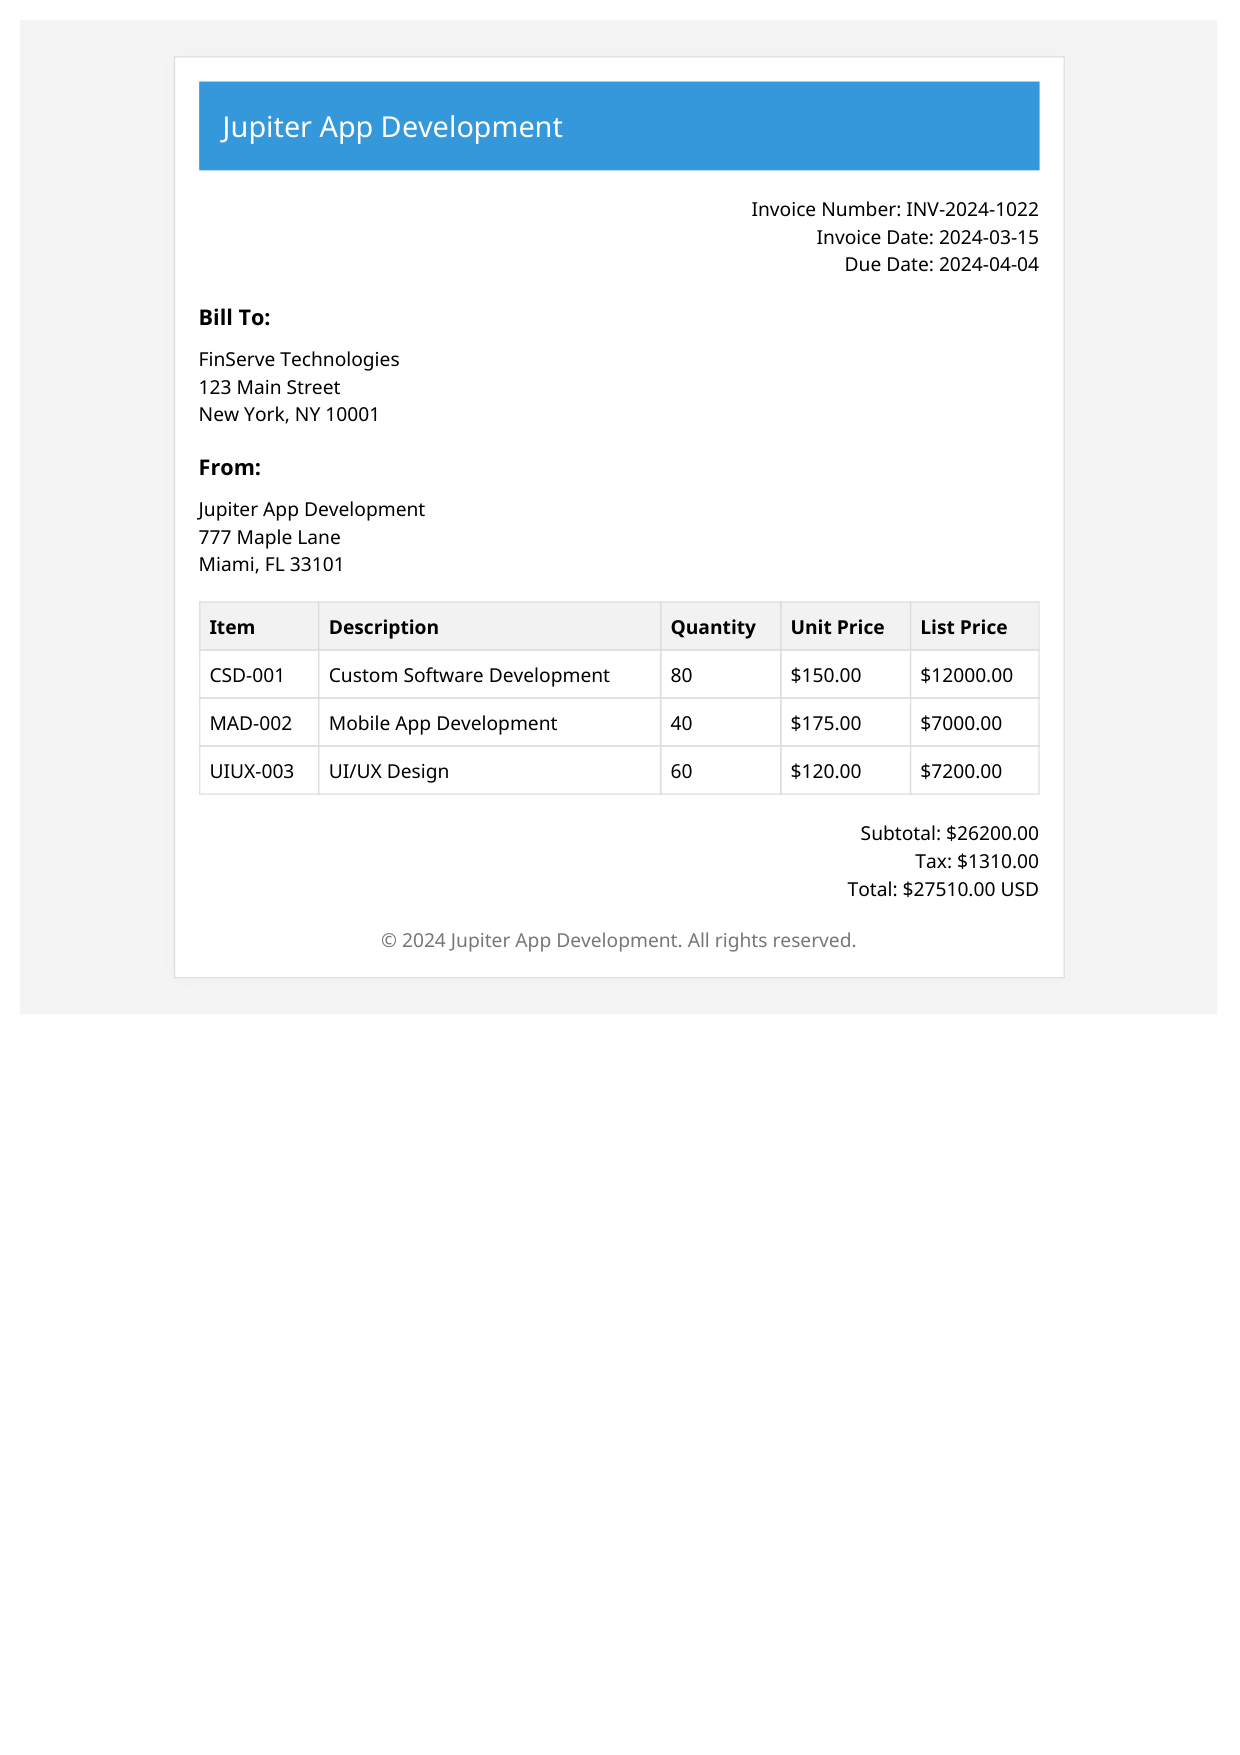 Jupiter App Development
Invoice Number: INV-2024-1022
Invoice Date: 2024-03-15
Due Date: 2024-04-04
Bill To:
FinServe Technologies
123 Main Street
New York, NY 10001
From:
Jupiter App Development
777 Maple Lane
Miami, FL 33101
Item Description Quantity Unit Price List Price
CSD-001 Custom Software Development 80 $150.00 $12000.00
MAD-002 Mobile App Development 40 $175.00 $7000.00
UIUX-003 UI/UX Design 60 $120.00 $7200.00
Subtotal: $26200.00
Tax: $1310.00
Total: $27510.00 USD
© 2024 Jupiter App Development. All rights reserved.